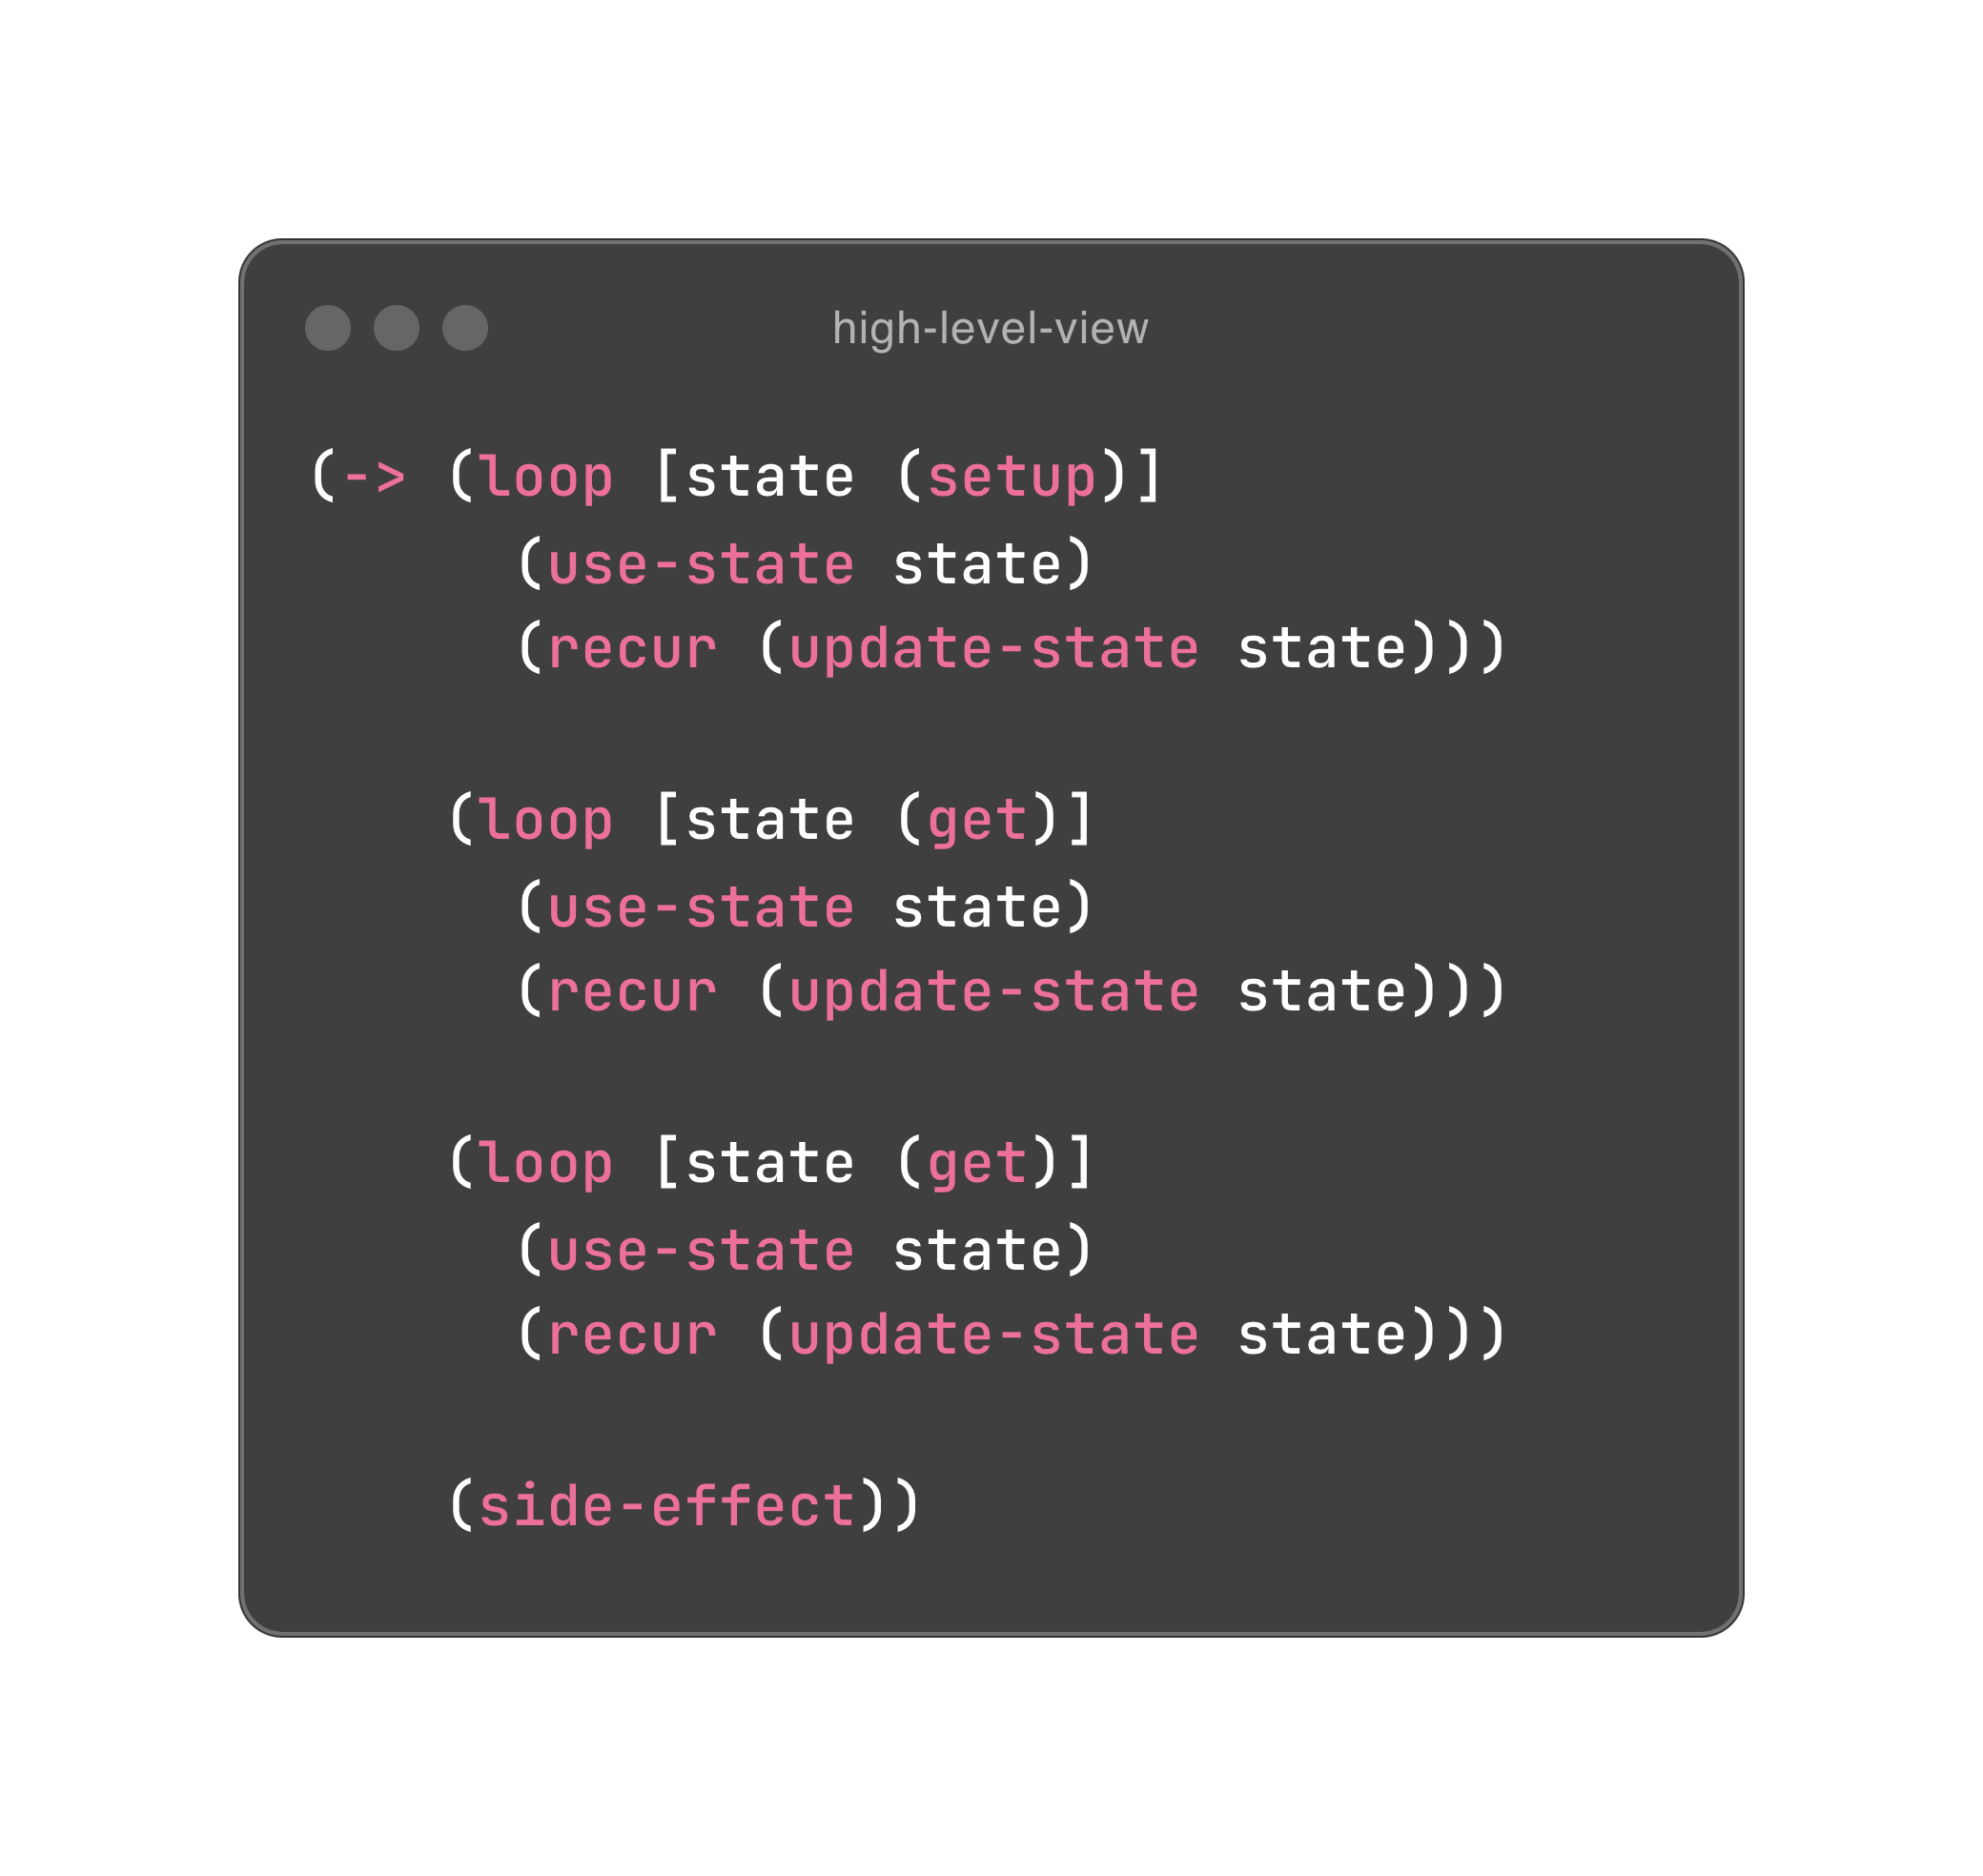 high-level-view
(-> (loop [state (setup)]
      (use-state state)
      (recur (update-state state)))
    (loop [state (get)]
      (use-state state)
      (recur (update-state state)))
    (loop [state (get)]
      (use-state state)
      (recur (update-state state)))
    (side-effect))